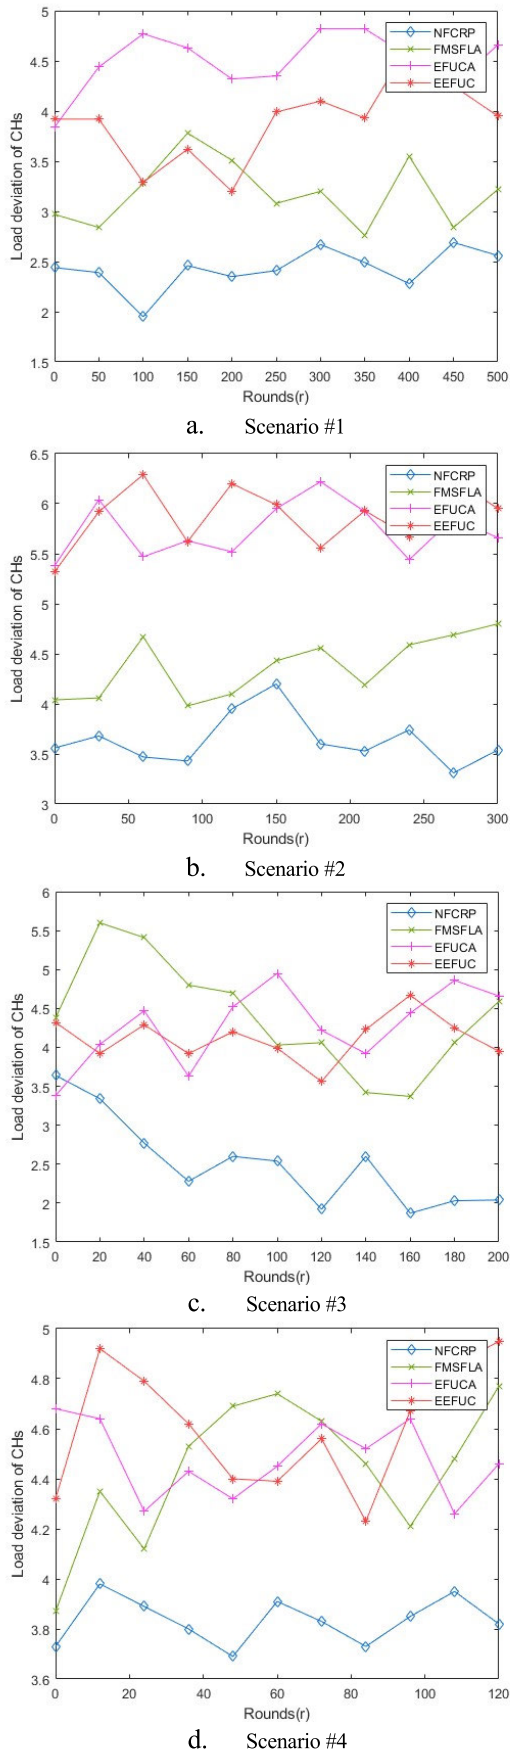 5
4.5
4
3.5
3
2.5
2
1.5
Load deviation of CHs
NFCRP
FMSFLA
EFUCA
EEFUC
0 50 100 150 200 250 300 350 400 450 500
Rounds(r)
a. Scenario #1
6.5
6
5.5
5
4.5
4
3.5
3
Load deviation of CHs
NFCRP
FMSFLA
EFUCA
EEFUC
0 50 100 150 200 250 300
Rounds(r)
b. Scenario #2
6
5.5
5
4.5
4
3.5
3
2.5
2
1.5
Load deviation of CHs
NFCRP
FMSFLA
EFUCA
EEFUC
0 20 40 60 80 100 120 140 160 180 200
Rounds(r)
c. Scenario #3
5
4.8
4.6
4.4
4.2
4
3.8
3.6
Load deviation of CHs
NFCRP
FMSFLA
EFUCA
EEFUC
0 20 40 60 80 100 120
Rounds(r)
d. Scenario #4